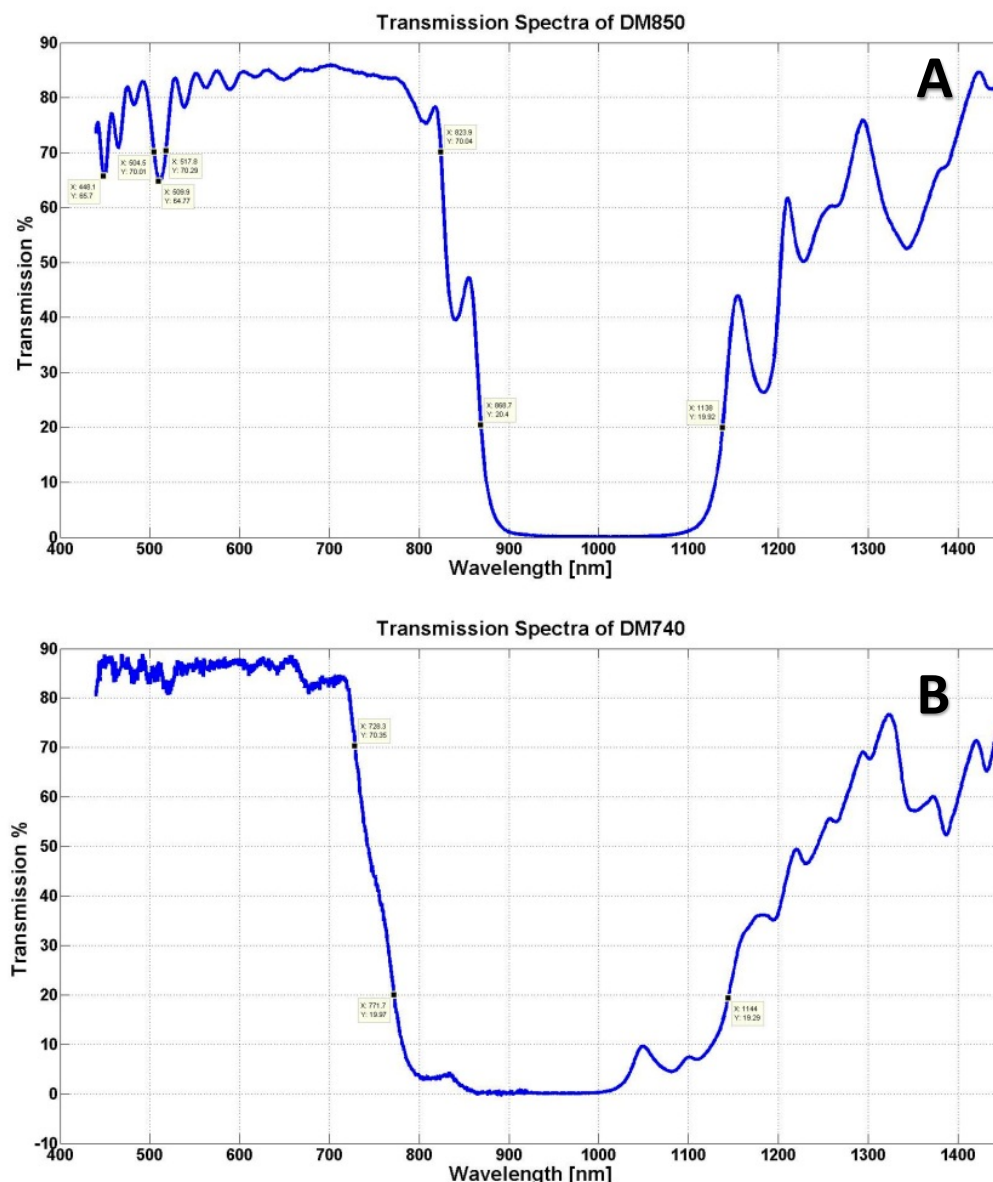 Transmission Spectra of DM850
A
90
80
70
60
50
40
30
20
10
0
Transmission %
X: 448.1
Y: 65.7
X: 504.5
Y: 70.01
X: 517.8
Y: 70.29
X: 509.9
Y: 64.77
X: 823.9
Y: 70.04
X: 868.7
Y: 20.4
X: 1138
Y: 19.92
400 500 600 700 800 900 1000 1100 1200 1300 1400
Wavelength [nm]
Transmission Spectra of DM740
B
90
80
70
60
50
40
30
20
10
0
-10
Transmission %
X: 728.3
Y: 70.35
X: 771.7
Y: 19.97
X: 1144
Y: 19.29
400 500 600 700 800 900 1000 1100 1200 1300 1400
Wavelength [nm]